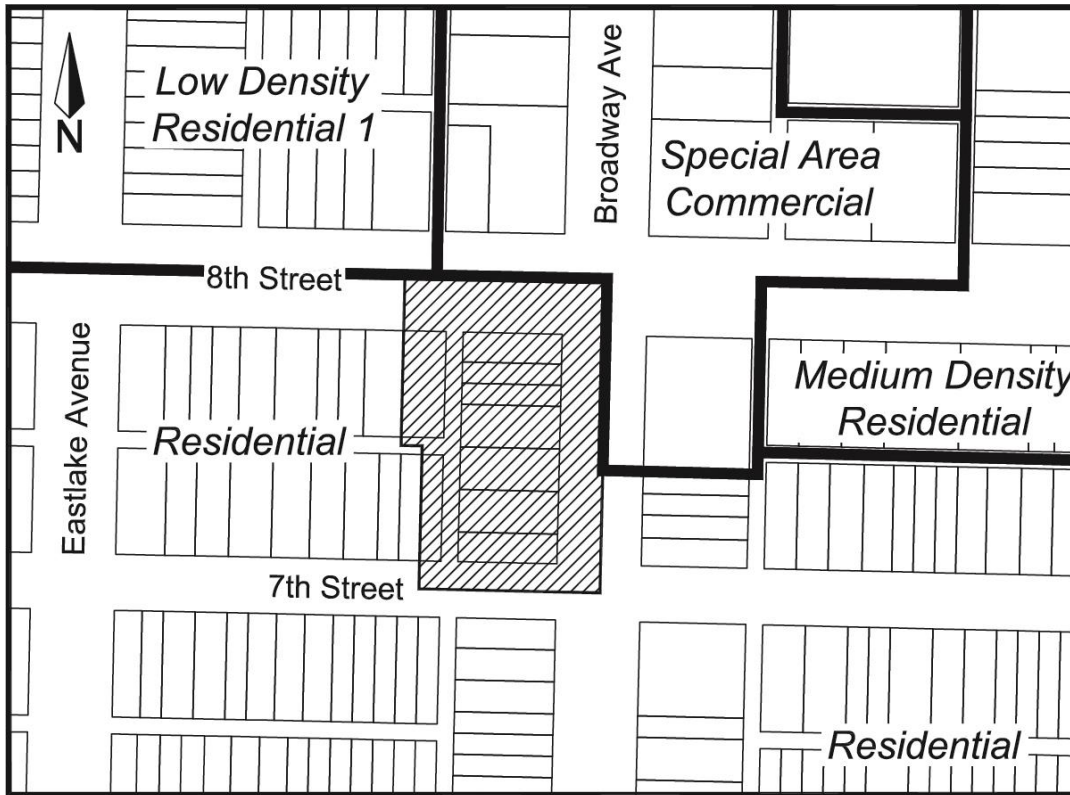 Low Density
Residential 1
N
Broadway Ave
Special Area
Commercial
8th Street
Eastlake Avenue
Residential
Medium Density
Residential
7th Street
Residential